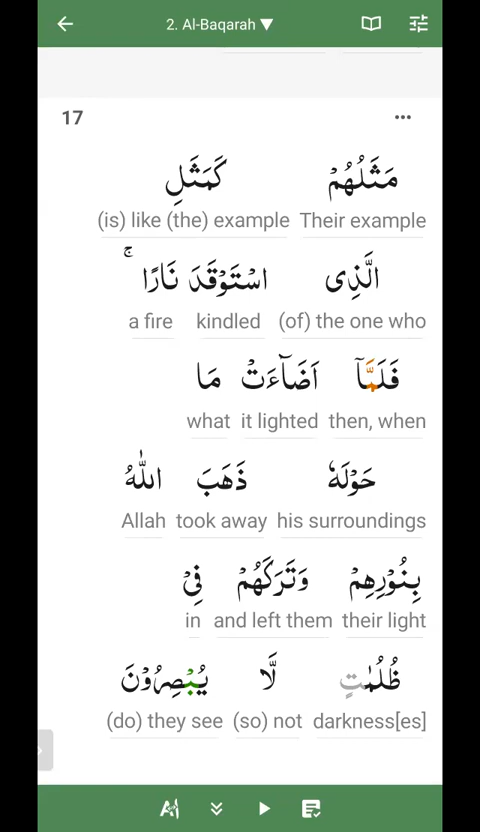 2. Al-Baqarah ▼
17
مَثَلُهُمْ كَمَثَلِ
(is) like (the) example Their example
الَّذِى اسْتَوْقَدَ نَارًا ۚ
a fire kindled (of) the one who
فَلَمَّآ اَضَآءَتْ مَا
what it lighted then, when
حَوْلَهٗ ذَهَبَ اللّٰهُ
Allah took away his surroundings
بِنُوْرِهِمْ وَتَرَكَهُمْ فِىْ
in and left them their light
ظُلُمٰتٍ لَّا يُبْصِرُوْنَ
(do) they see (so) not darkness[es]